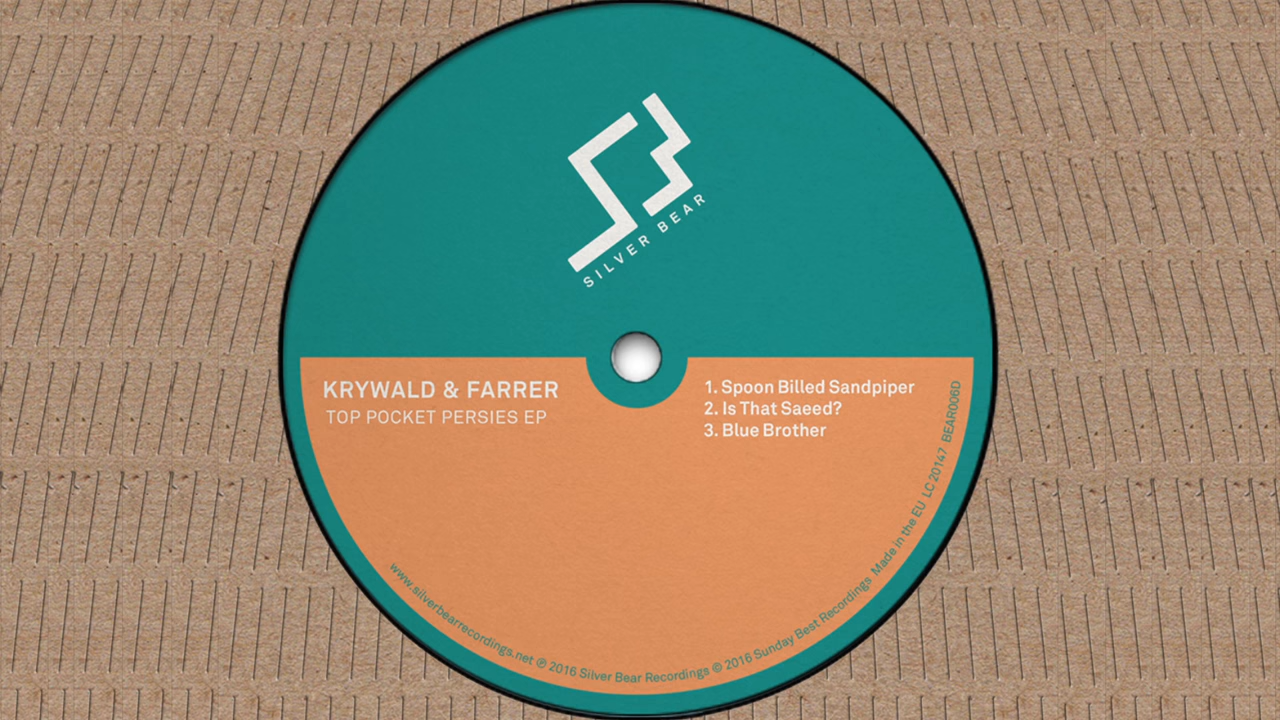 SILVER BEAR
KRYWALD & FARRER
TOP POCKET PERSIES EP
1. Spoon Billed Sandpiper
2. Is That Saeed?
3. Blue Brother
www.silverbearrecordings.net ℗ 2016 Silver Bear Recordings © 2016 Sunday Best Recordings Made in the EU LC 20147 BEAR006D